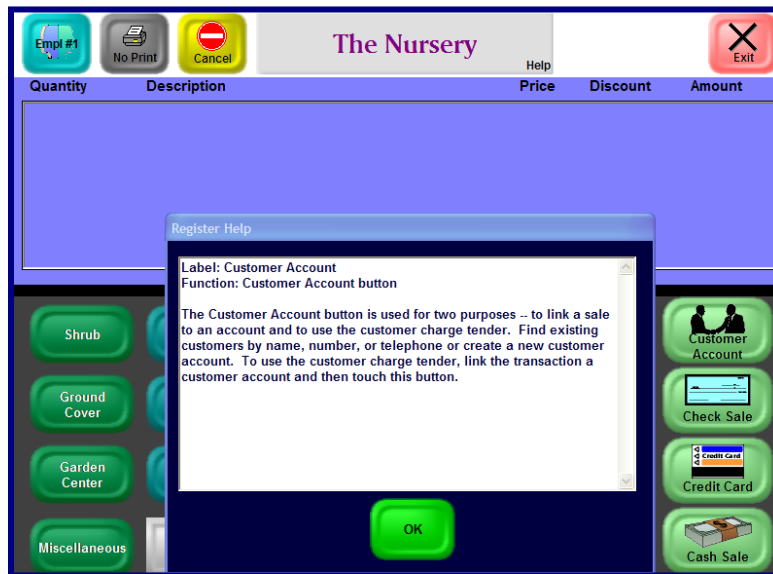 Empl #1
No Print
Cancel
The Nursery
Help
Exit
Quantity Description Price Discount Amount
Register Help
Label: Customer Account
Function: Customer Account button
The Customer Account button is used for two purposes -- to link a sale
to an account and to use the customer charge tender. Find existing
customers by name, number, or telephone or create a new customer
account. To use the customer charge tender, link the transaction a
customer account and then touch this button.
OK
Shrub
Ground
Cover
Garden
Center
Miscellaneous
Customer
Account
Check Sale
Credit Card
Credit Card
Cash Sale